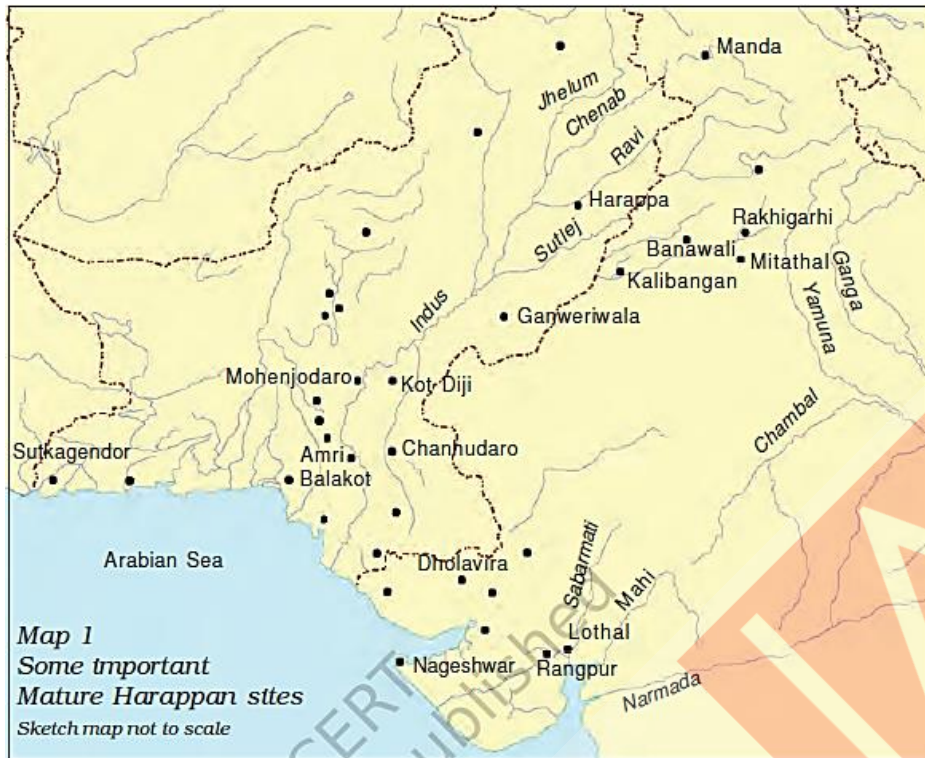 Manda
Jhelum
Chenab
Ravi
Harappa
Sutlej
Rakhigarhi
Banawali
Mitathal
Kalibangan
Ganga
Yamuna
Indus
Ganweriwala
Mohenjodaro
Kot Diji
Chambal
Sutkagendor
Amri
Chanhudaro
Balakot
Arabian Sea
Dholavira
Sabarmati
Mahi
Lothal
Nageshwar
Rangpur
Narmada
Map 1
Some important
Mature Harappan sites
Sketch map not to scale